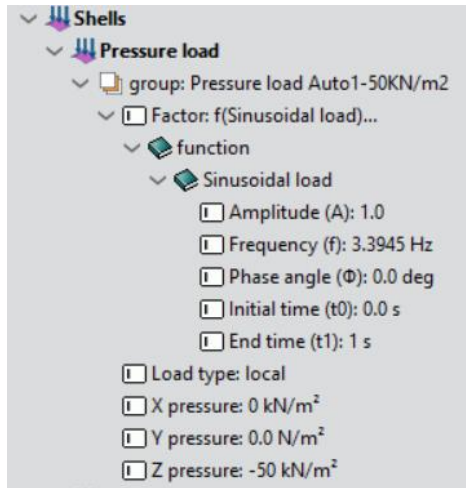 Shells
Pressure load
group: Pressure load Auto1-50KN/m2
Factor: f(Sinusoidal load)...
function
Sinusoidal load
Amplitude (A): 1.0
Frequency (f): 3.3945 Hz
Phase angle (Φ): 0.0 deg
Initial time (t0): 0.0 s
End time (t1): 1 s
Load type: local
X pressure: 0 kN/m²
Y pressure: 0.0 N/m²
Z pressure: -50 kN/m²